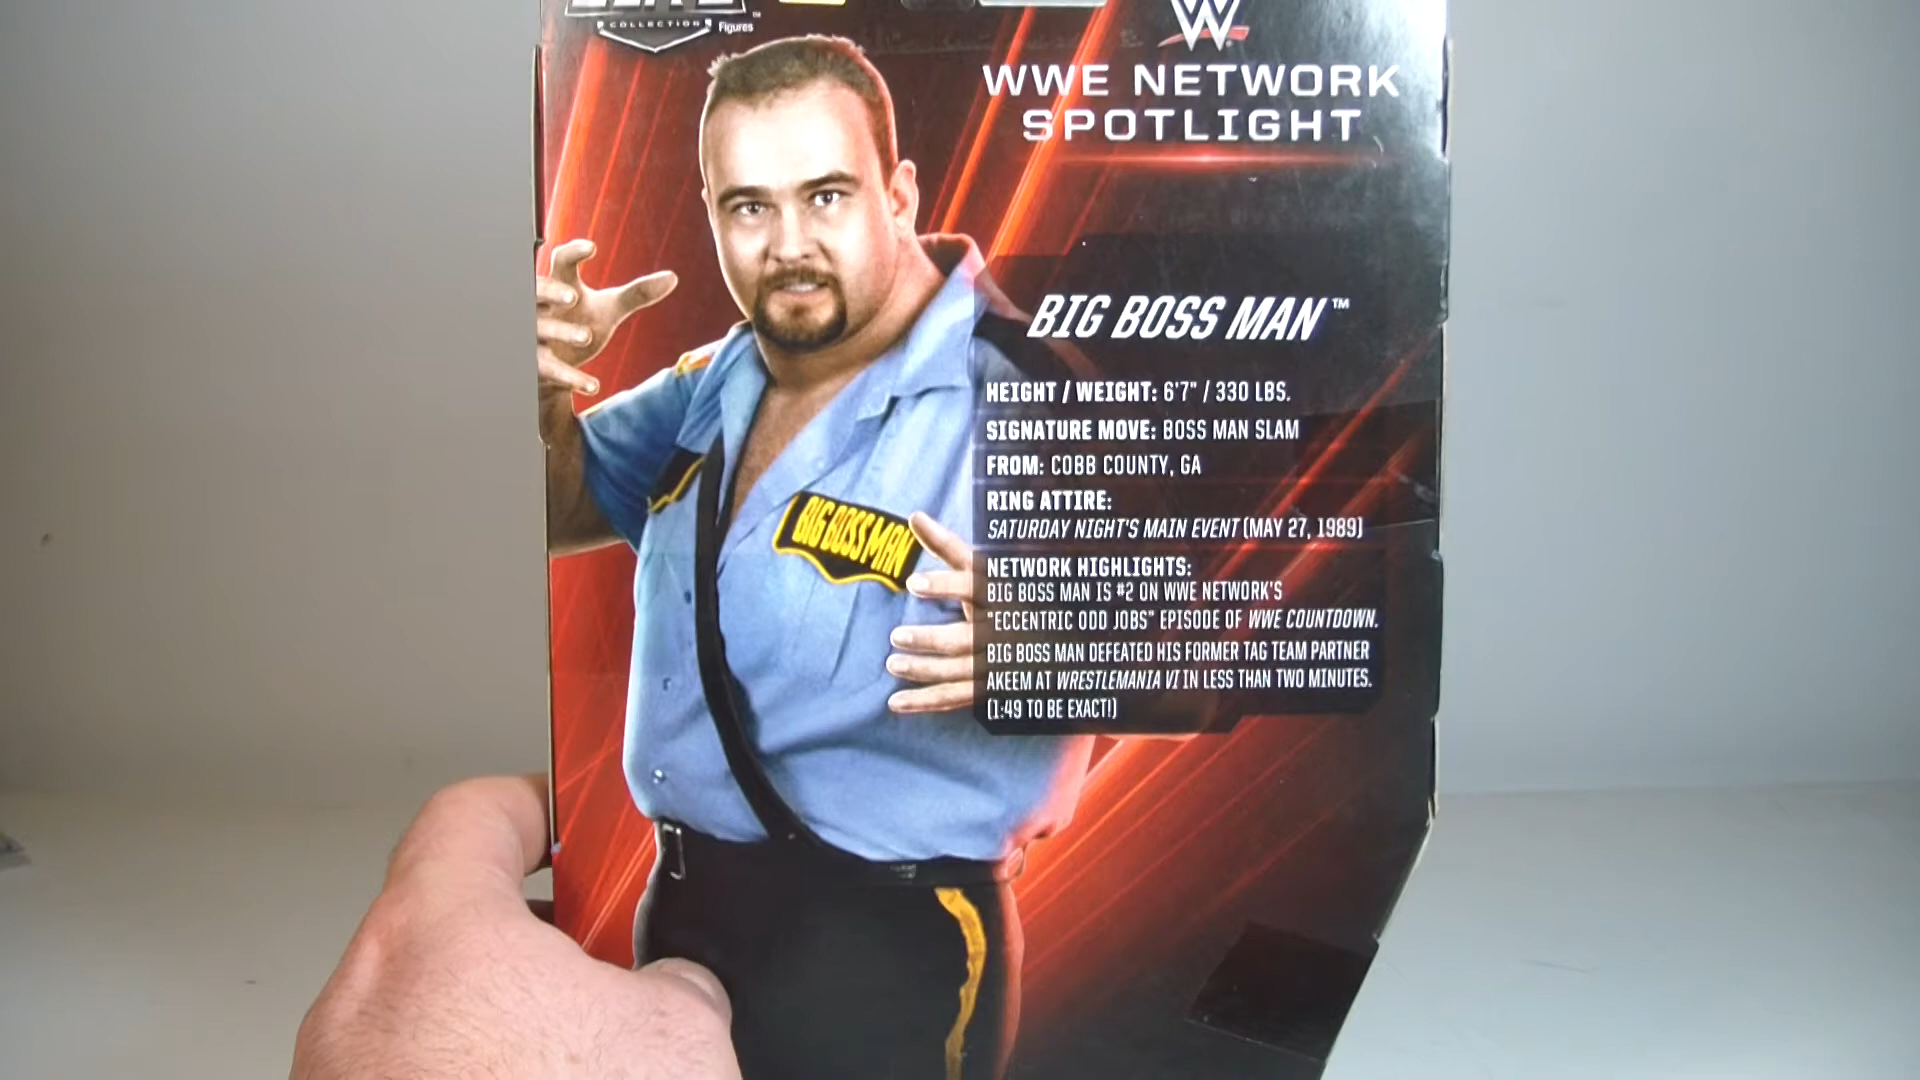 COLLECTION
Figures
WWE NETWORK
SPOTLIGHT
BIG BOSS MAN™
HEIGHT / WEIGHT: 6'7" / 330 LBS.
SIGNATURE MOVE: BOSS MAN SLAM
FROM: COBB COUNTY, GA
RING ATTIRE:
SATURDAY NIGHT'S MAIN EVENT (MAY 27, 1989)
NETWORK HIGHLIGHTS:
BIG BOSS MAN IS #2 ON WWE NETWORK'S
"ECCENTRIC ODD JOBS" EPISODE OF WWE COUNTDOWN.
BIG BOSS MAN DEFEATED HIS FORMER TAG TEAM PARTNER
AKEEM AT WRESTLEMANIA VI IN LESS THAN TWO MINUTES.
(1:49 TO BE EXACT!)
BIG BOSS MAN